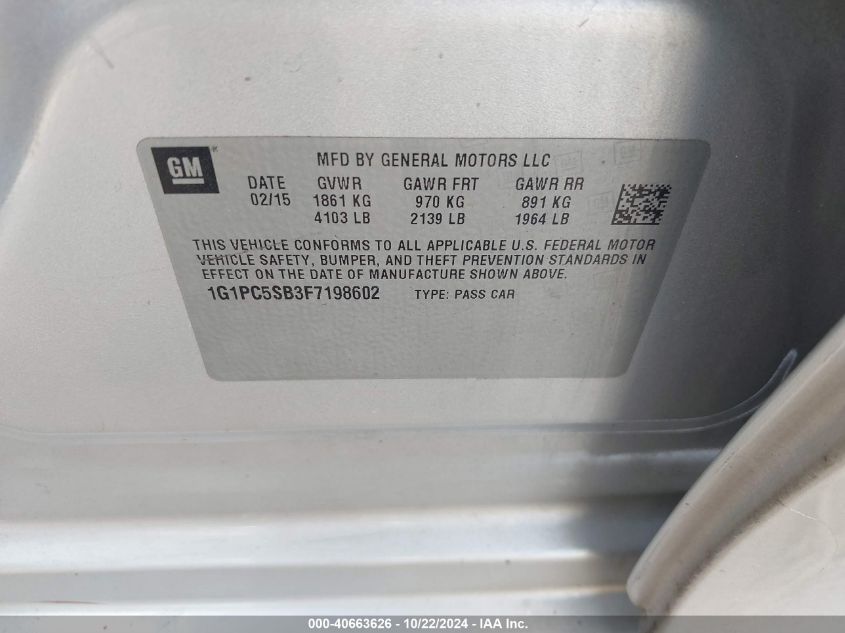 GM
MFD BY GENERAL MOTORS LLC
DATE GVWR GAWR FRT GAWR RR
02/15 1861 KG 970 KG 891 KG
4103 LB 2139 LB 1964 LB
THIS VEHICLE CONFORMS TO ALL APPLICABLE U.S. FEDERAL MOTOR
VEHICLE SAFETY, BUMPER, AND THEFT PREVENTION STANDARDS IN
EFFECT ON THE DATE OF MANUFACTURE SHOWN ABOVE.
1G1PC5SB3F7198602 TYPE: PASS CAR
000-40663626 - 10/22/2024 - IAA Inc.